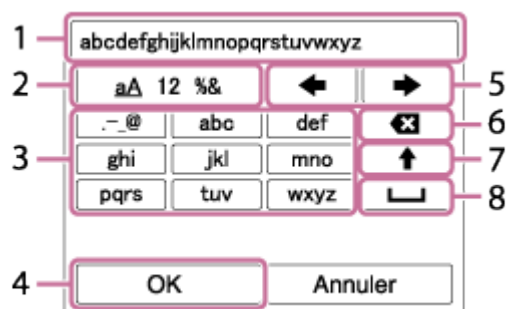 1
abcdefghijklmnopqrstuvwxyz
2
aA 12 %&
5
.-_@ abc def
6
3
ghi jkl mno
7
pqrs tuv wxyz
8
4
OK Annuler